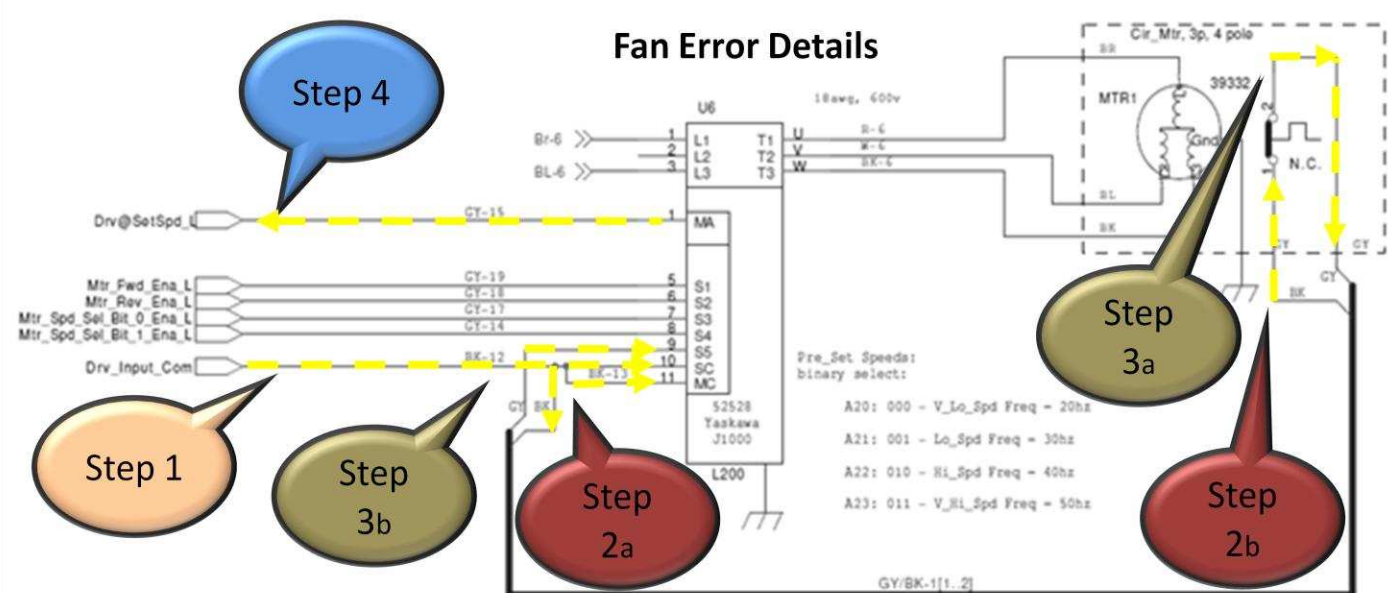 Fan Error Details
Step 4
Cir_Mtr, 3p, 4 pole
BR
39332
MTR1
2
Gnd
N.C.
1
18awg, 600v
U6
Br-6
1
L1
T1
U
R-6
2
L2
T2
V
W-6
BL-6
3
L3
T3
W
BK-6
BL
BK
Drv@SetSpd_L
GY-15
1
MA
GY
GY
GY
BK
Mtr_Fwd_Ena_L
GY-19
5
S1
Mtr_Rev_Ena_L
GY-18
6
S2
Mtr_Spd_Sel_Bit_0_Ena_L
GY-17
7
S3
Mtr_Spd_Sel_Bit_1_Ena_L
GY-14
8
S4
9
S5
Drv_Input_Com
BK-12
10
SC
BK-13
11
MC
GY
BK
52528
Yaskawa
J1000
L200
Pre_Set Speeds:
binary select:
A20: 000 - V_Lo_Spd Freq = 20hz
A21: 001 - Lo_Spd Freq = 30hz
A22: 010 - Hi_Spd Freq = 40hz
A23: 011 - V_Hi_Spd Freq = 50hz
Step
3a
Step 1
Step
3b
Step
2a
Step
2b
GY/BK-1[1..2]